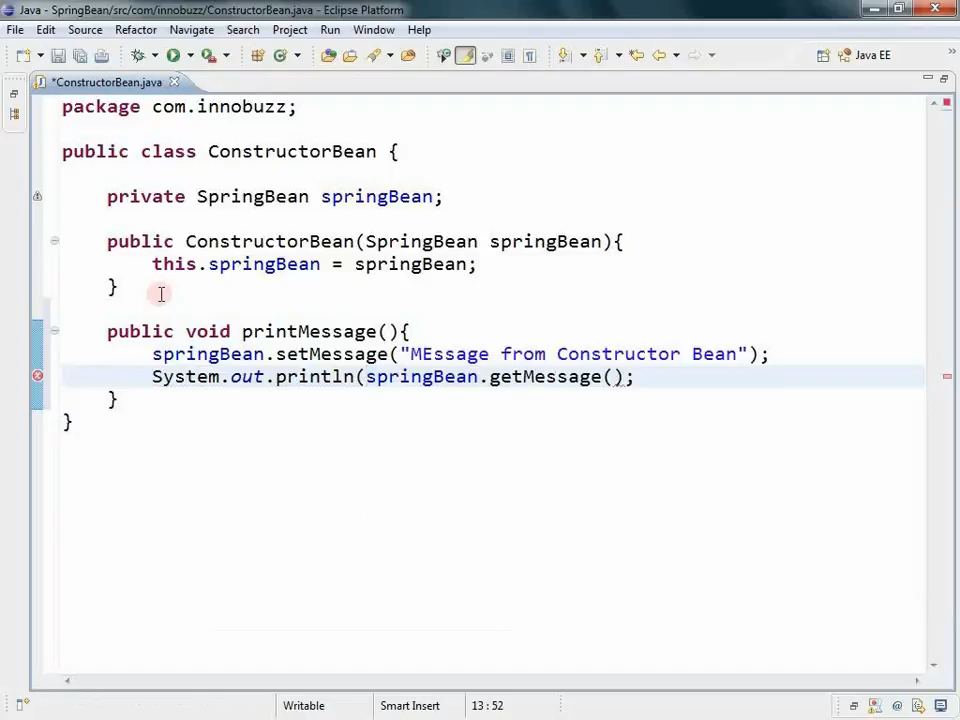 Java - SpringBean/src/com/innobuzz/ConstructorBean.java - Eclipse Platform
File Edit Source Refactor Navigate Search Project Run Window Help
Java EE
*ConstructorBean.java
package com.innobuzz;
public class ConstructorBean {
private SpringBean springBean;
public ConstructorBean(SpringBean springBean){
this.springBean = springBean;
}
public void printMessage(){
springBean.setMessage("MEssage from Constructor Bean");
System.out.println(springBean.getMessage();
}
}
Writable Smart Insert 13 : 52